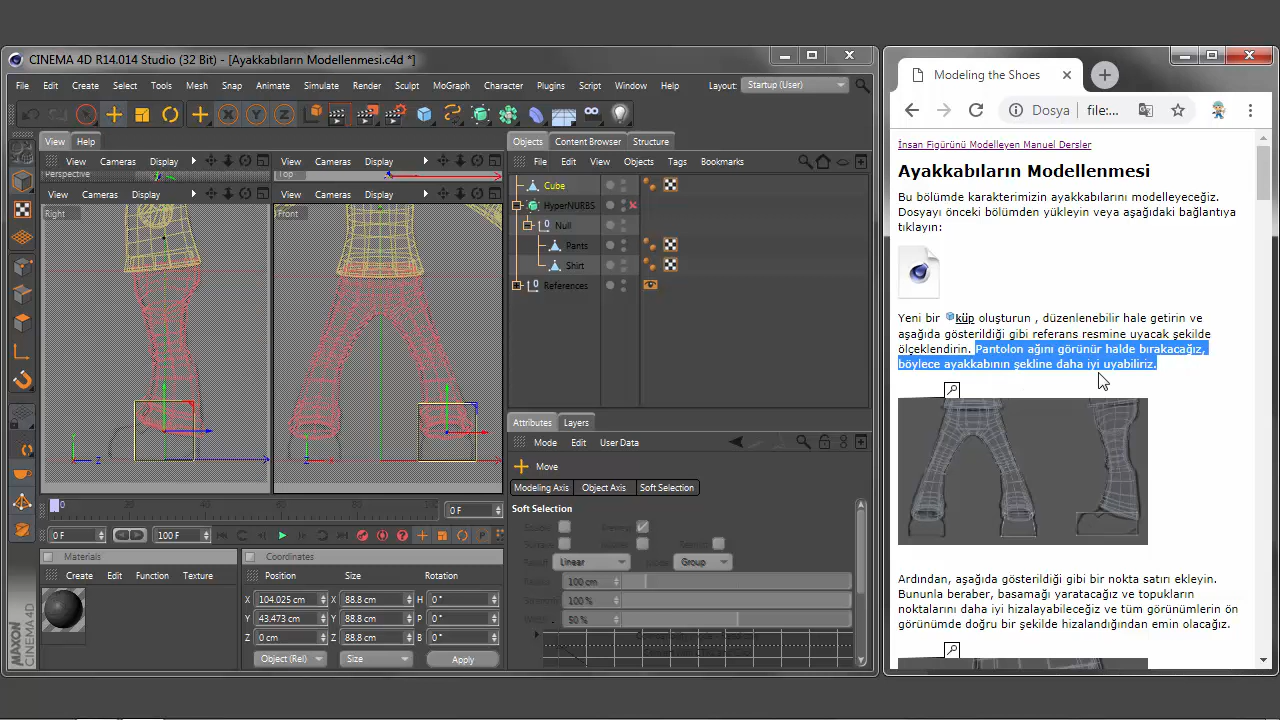 CINEMA 4D R14.014 Studio (32 Bit) - [Ayakkabıların Modellenmesi.c4d *]
File Edit Create Select Tools Mesh Snap Animate Simulate Render Sculpt MoGraph Character Plugins Script Window Help Layout: Startup (User)
View Help
View Cameras Display
View Cameras Display
Perspective
Top
View Cameras Display
View Cameras Display
Right
Front
Objects Content Browser Structure
File Edit View Objects Tags Bookmarks
Cube
HyperNURBS
Null
Pants
Shirt
References
Attributes Layers
Mode Edit User Data
Move
Modeling Axis Object Axis Soft Selection
Soft Selection
Linear Group
100 cm
100 %
50 %
0 F
0 F 100 F
Materials
Create Edit Function Texture
Coordinates
Position Size Rotation
X 104.025 cm X 88.8 cm H 0 °
Y 43.473 cm Y 88.8 cm P 0 °
Z 0 cm Z 88.8 cm B 0 °
Object (Rel) Size Apply
MAXON
CINEMA 4D
Modeling the Shoes
Dosya file:...
İnsan Figürünü Modelleyen Manuel Dersler
Ayakkabıların Modellenmesi
Bu bölümde karakterimizin ayakkabılarını modelleyeceğiz.
Dosyayı önceki bölümden yükleyin veya aşağıdaki bağlantıya
tıklayın:
Yeni bir küp oluşturun , düzenlenebilir hale getirin ve
aşağıda gösterildiği gibi referans resmine uyacak şekilde
ölçeklendirin. Pantolon ağını görünür halde bırakacağız,
böylece ayakkabının şekline daha iyi uyabiliriz.
Ardından, aşağıda gösterildiği gibi bir nokta satırı ekleyin.
Bununla beraber, basamağı yaratacağız ve topukların
noktalarını daha iyi hizalayabileceğiz ve tüm görünümlerin ön
görünümde doğru bir şekilde hizalandığından emin olacağız.